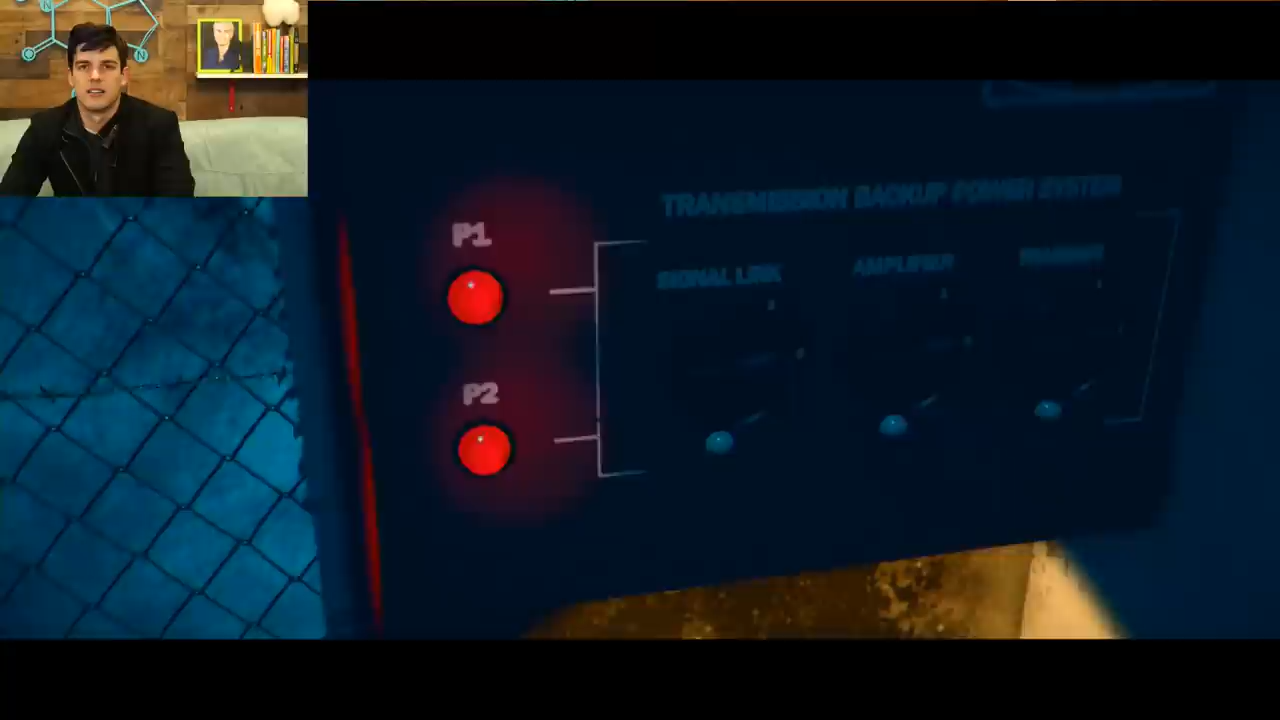 N
N
P1
TRANSMISSION BACKUP POWER SYSTEM
SIGNAL LINK
AMPLIFIER
P2